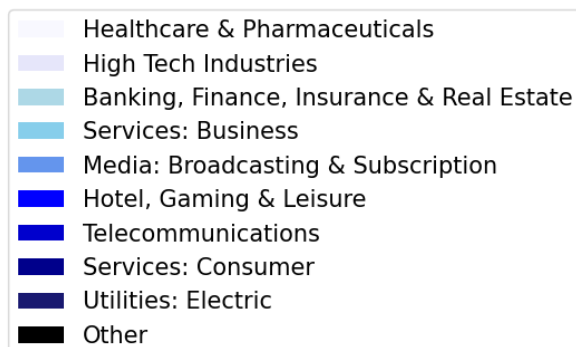 Healthcare & Pharmaceuticals
High Tech Industries
Banking, Finance, Insurance & Real Estate
Services: Business
Media: Broadcasting & Subscription
Hotel, Gaming & Leisure
Telecommunications
Services: Consumer
Utilities: Electric
Other